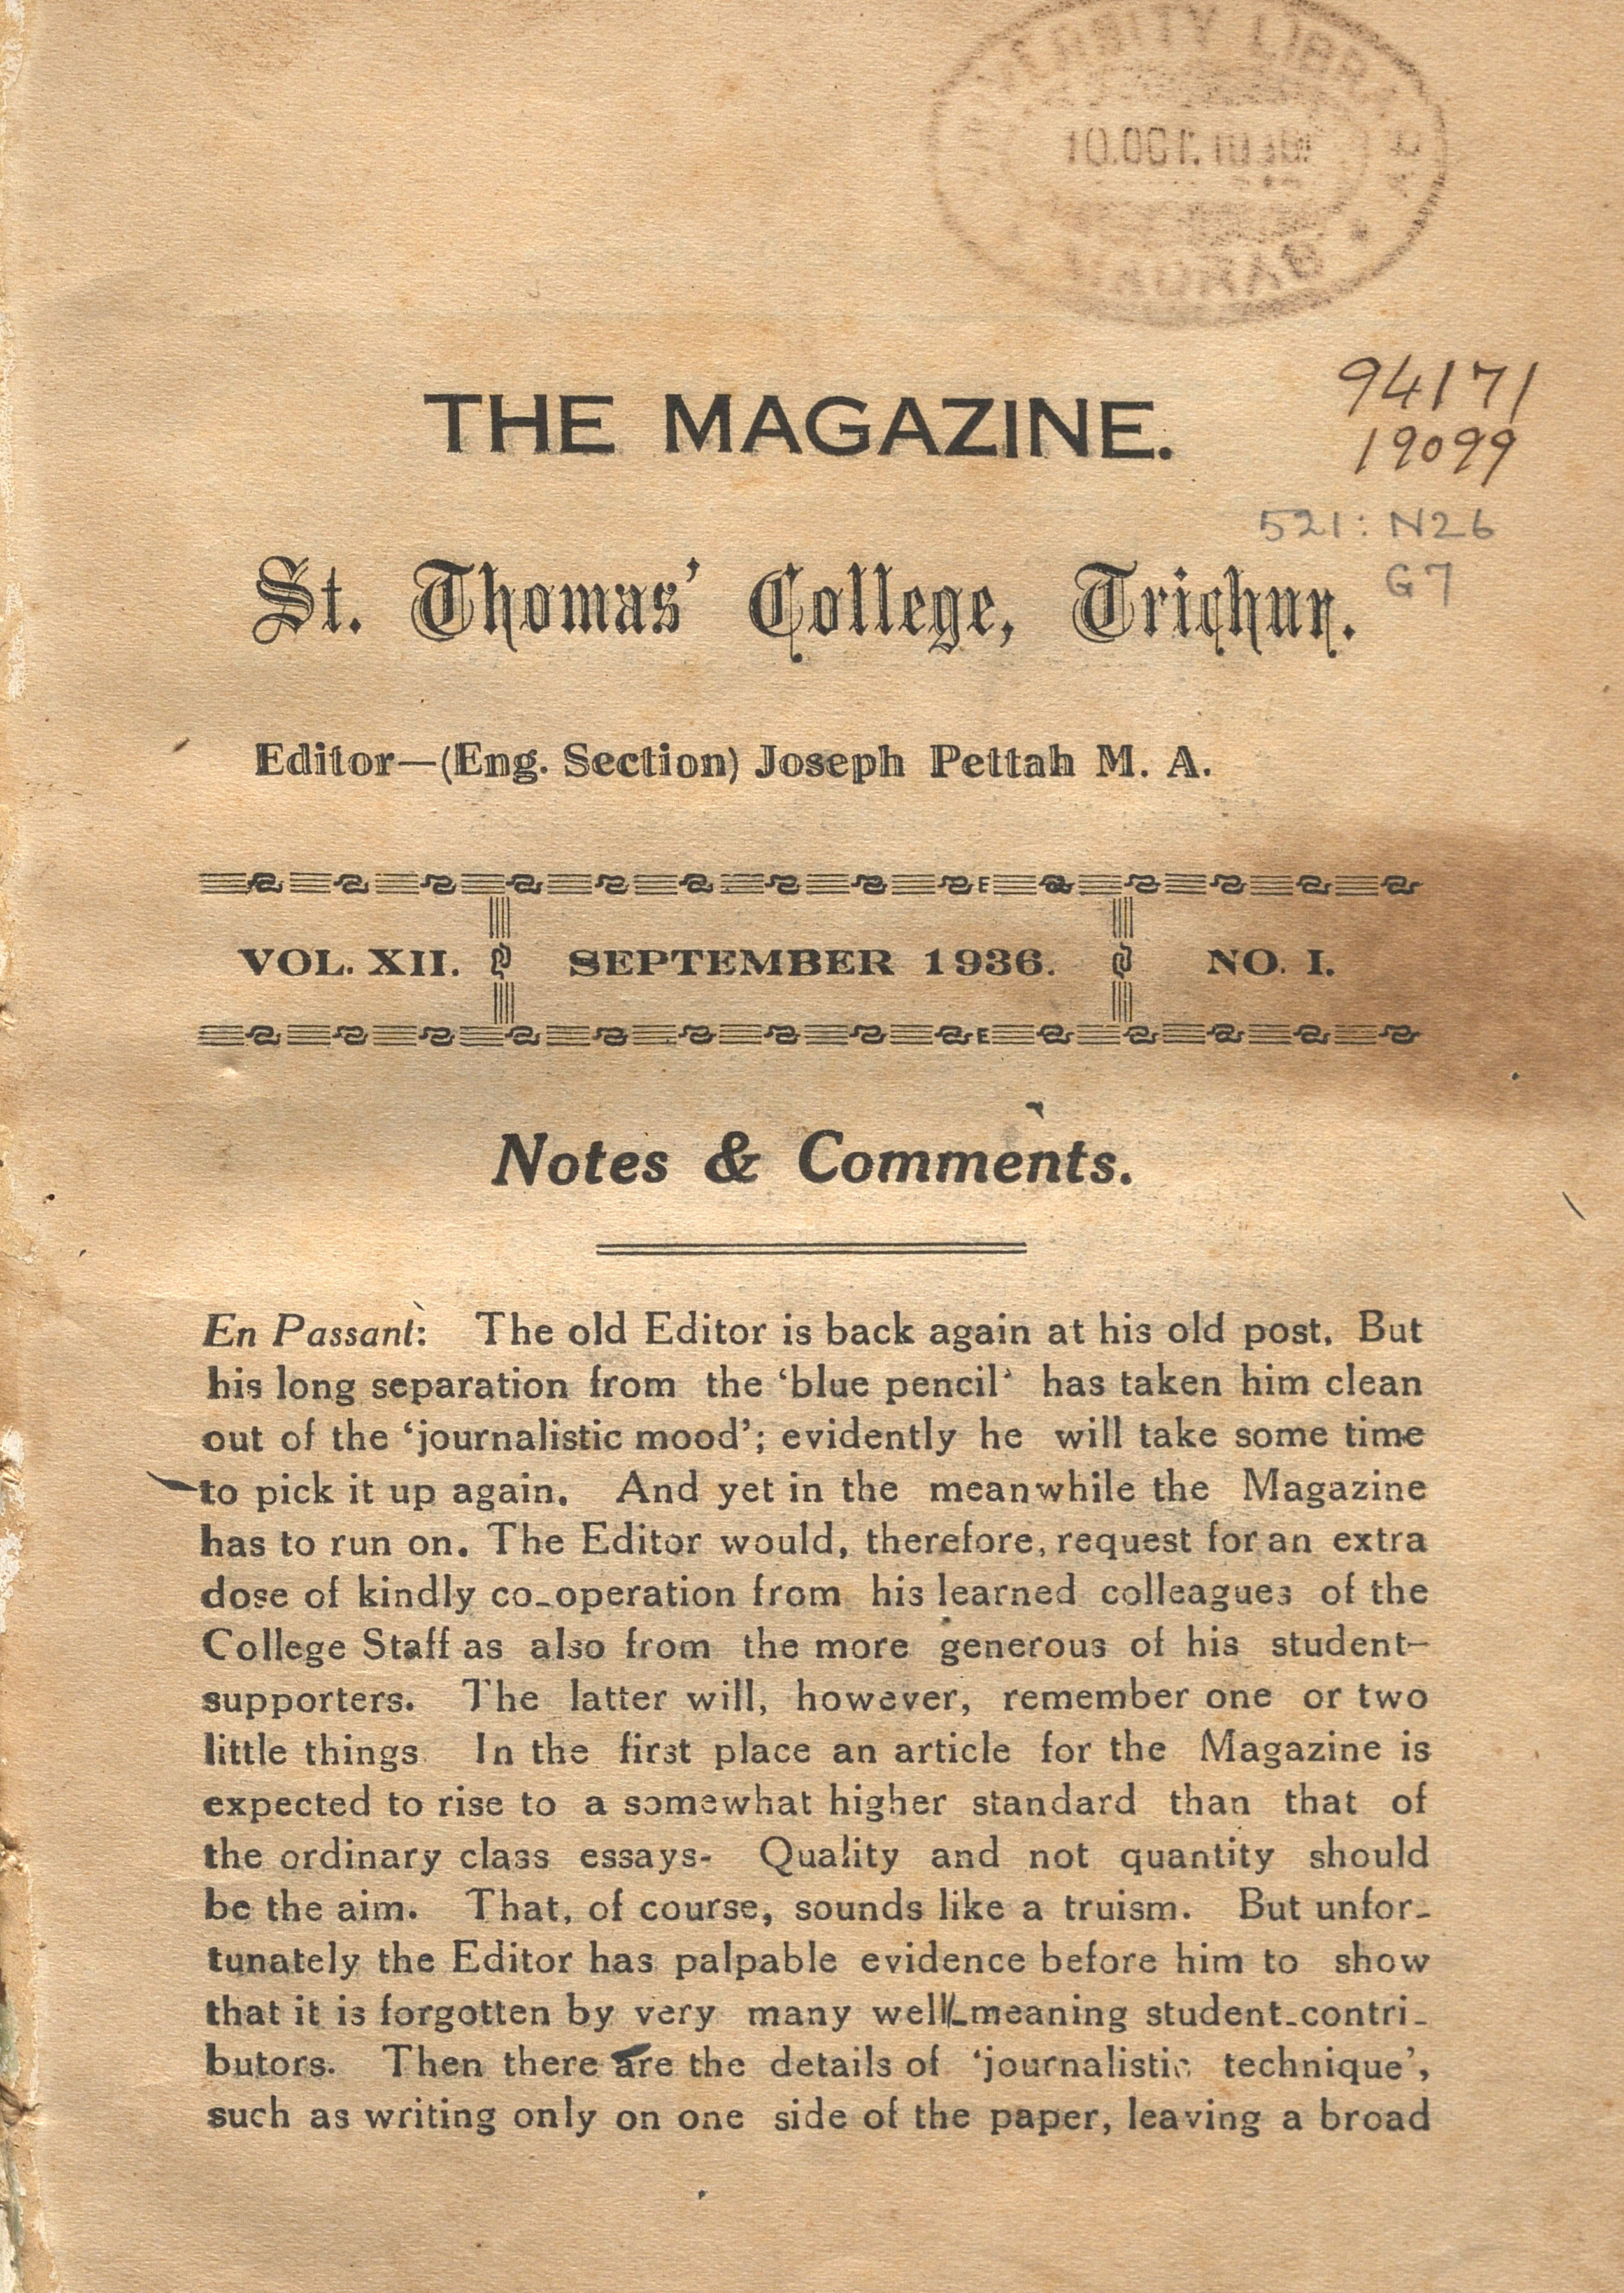 UNIVERSITY LIBRARY
10.OCT.
THE MAGAZINE.
94171
19099
521:N26
G7
St. Thomas' College, Trichur.
Editor—(Eng. Section) Joseph Pettah M. A.
VOL. XII. SEPTEMBER 1936. NO. I.
Notes & Comments.
En Passant: The old Editor is back again at his old post. But
his long separation from the ‘blue pencil’ has taken him clean
out of the ‘journalistic mood’; evidently he will take some time
to pick it up again. And yet in the meanwhile the Magazine
has to run on. The Editor would, therefore, request for an extra
dose of kindly co-operation from his learned colleagues of the
College Staff as also from the more generous of his student-
supporters. The latter will, however, remember one or two
little things In the first place an article for the Magazine is
expected to rise to a somewhat higher standard than that of
the ordinary class essays- Quality and not quantity should
be the aim. That, of course, sounds like a truism. But unfor-
tunately the Editor has palpable evidence before him to show
that it is forgotten by very many well-meaning student-contri-
butors. Then there are the details of ‘journalistic technique’,
such as writing only on one side of the paper, leaving a broad